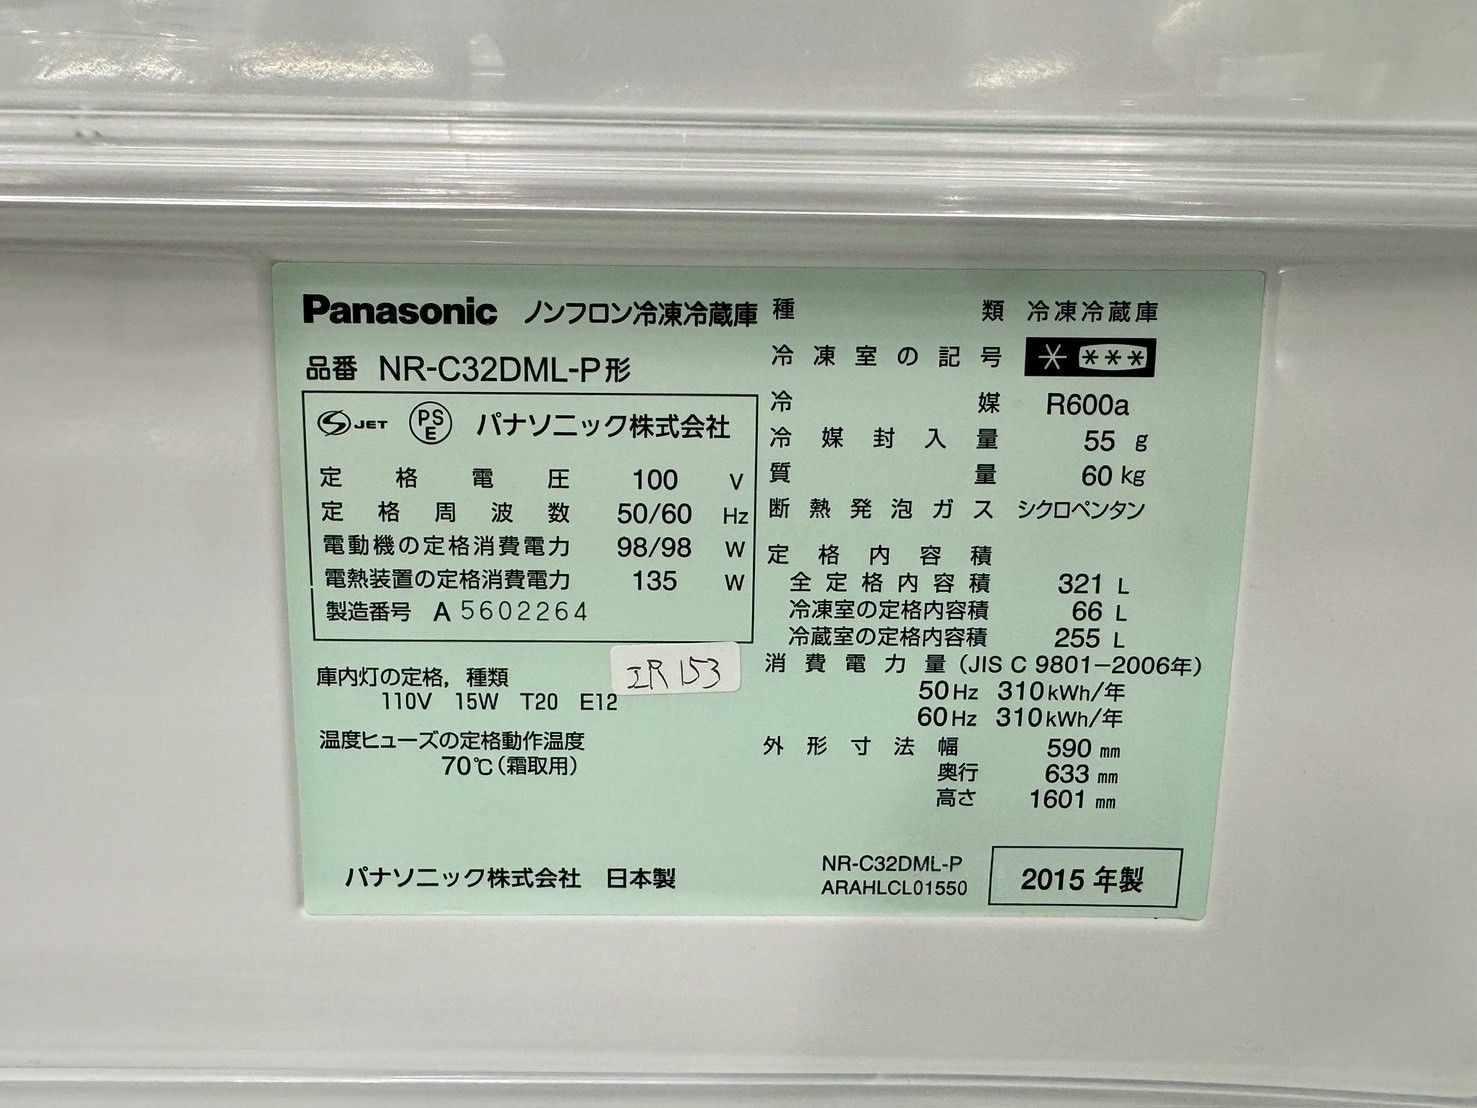 Panasonic ノンフロン冷凍冷蔵庫
品番 NR-C32DML-P形
JET PSE パナソニック株式会社
定格電圧 100 V
定格周波数 50/60 Hz
電動機の定格消費電力 98/98 W
電熱装置の定格消費電力 135 W
製造番号 A 5602264
IR 153
庫内灯の定格，種類
110V 15W T20 E12
温度ヒューズの定格動作温度
70℃(霜取用)
パナソニック株式会社 日本製
種類 冷凍冷蔵庫
冷凍室の記号 * ***
冷媒 R600a
冷媒封入量 55 g
質量 60 kg
断熱発泡ガス シクロペンタン
定格内容積
全定格内容積 321 L
冷凍室の定格内容積 66 L
冷蔵室の定格内容積 255 L
消費電力量(JIS C 9801−2006年)
50Hz 310kWh/年
60Hz 310kWh/年
外形寸法幅 590 mm
奥行 633 mm
高さ 1601 mm
NR-C32DML-P
ARAHLCL01550
2015 年製